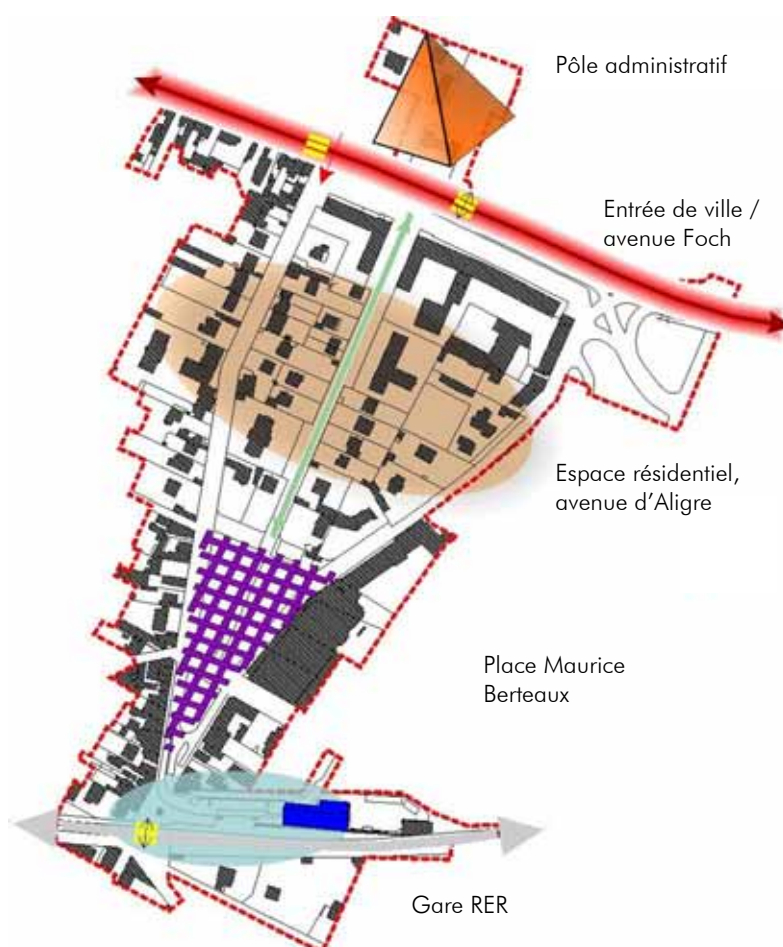 Pôle administratif
Entrée de ville /
avenue Foch
Espace résidentiel,
avenue d'Aligre
Place Maurice
Berteaux
Gare RER